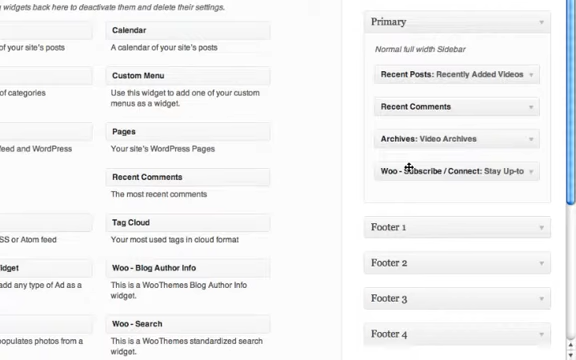 widgets back here to deactivate them and delete their settings.
Calendar
of your site's posts
A calendar of your site's posts
Custom Menu
of categories
Use this widget to add one of your custom
menus as a widget.
Pages
feed and WordPress
Your site's WordPress Pages
Recent Comments
The most recent comments
Tag Cloud
SS or Atom feed
Your most used tags in cloud format
idget
Woo - Blog Author Info
add any type of Ad as a
This is a WooThemes Blog Author Info
widget.
Woo - Search
populates photos from a
This is a WooThemes standardized search
widget.
Primary
Normal full width Sidebar
Recent Posts: Recently Added Videos
Recent Comments
Archives: Video Archives
Woo - Subscribe / Connect: Stay Up-to
Footer 1
Footer 2
Footer 3
Footer 4